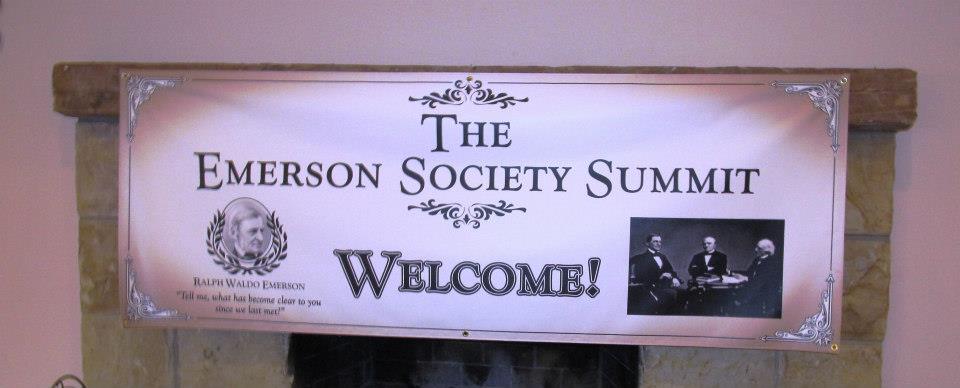 THE
EMERSON SOCIETY SUMMIT
WELCOME!
RALPH WALDO EMERSON
"Tell me, what has become clear to you
since we last met?"